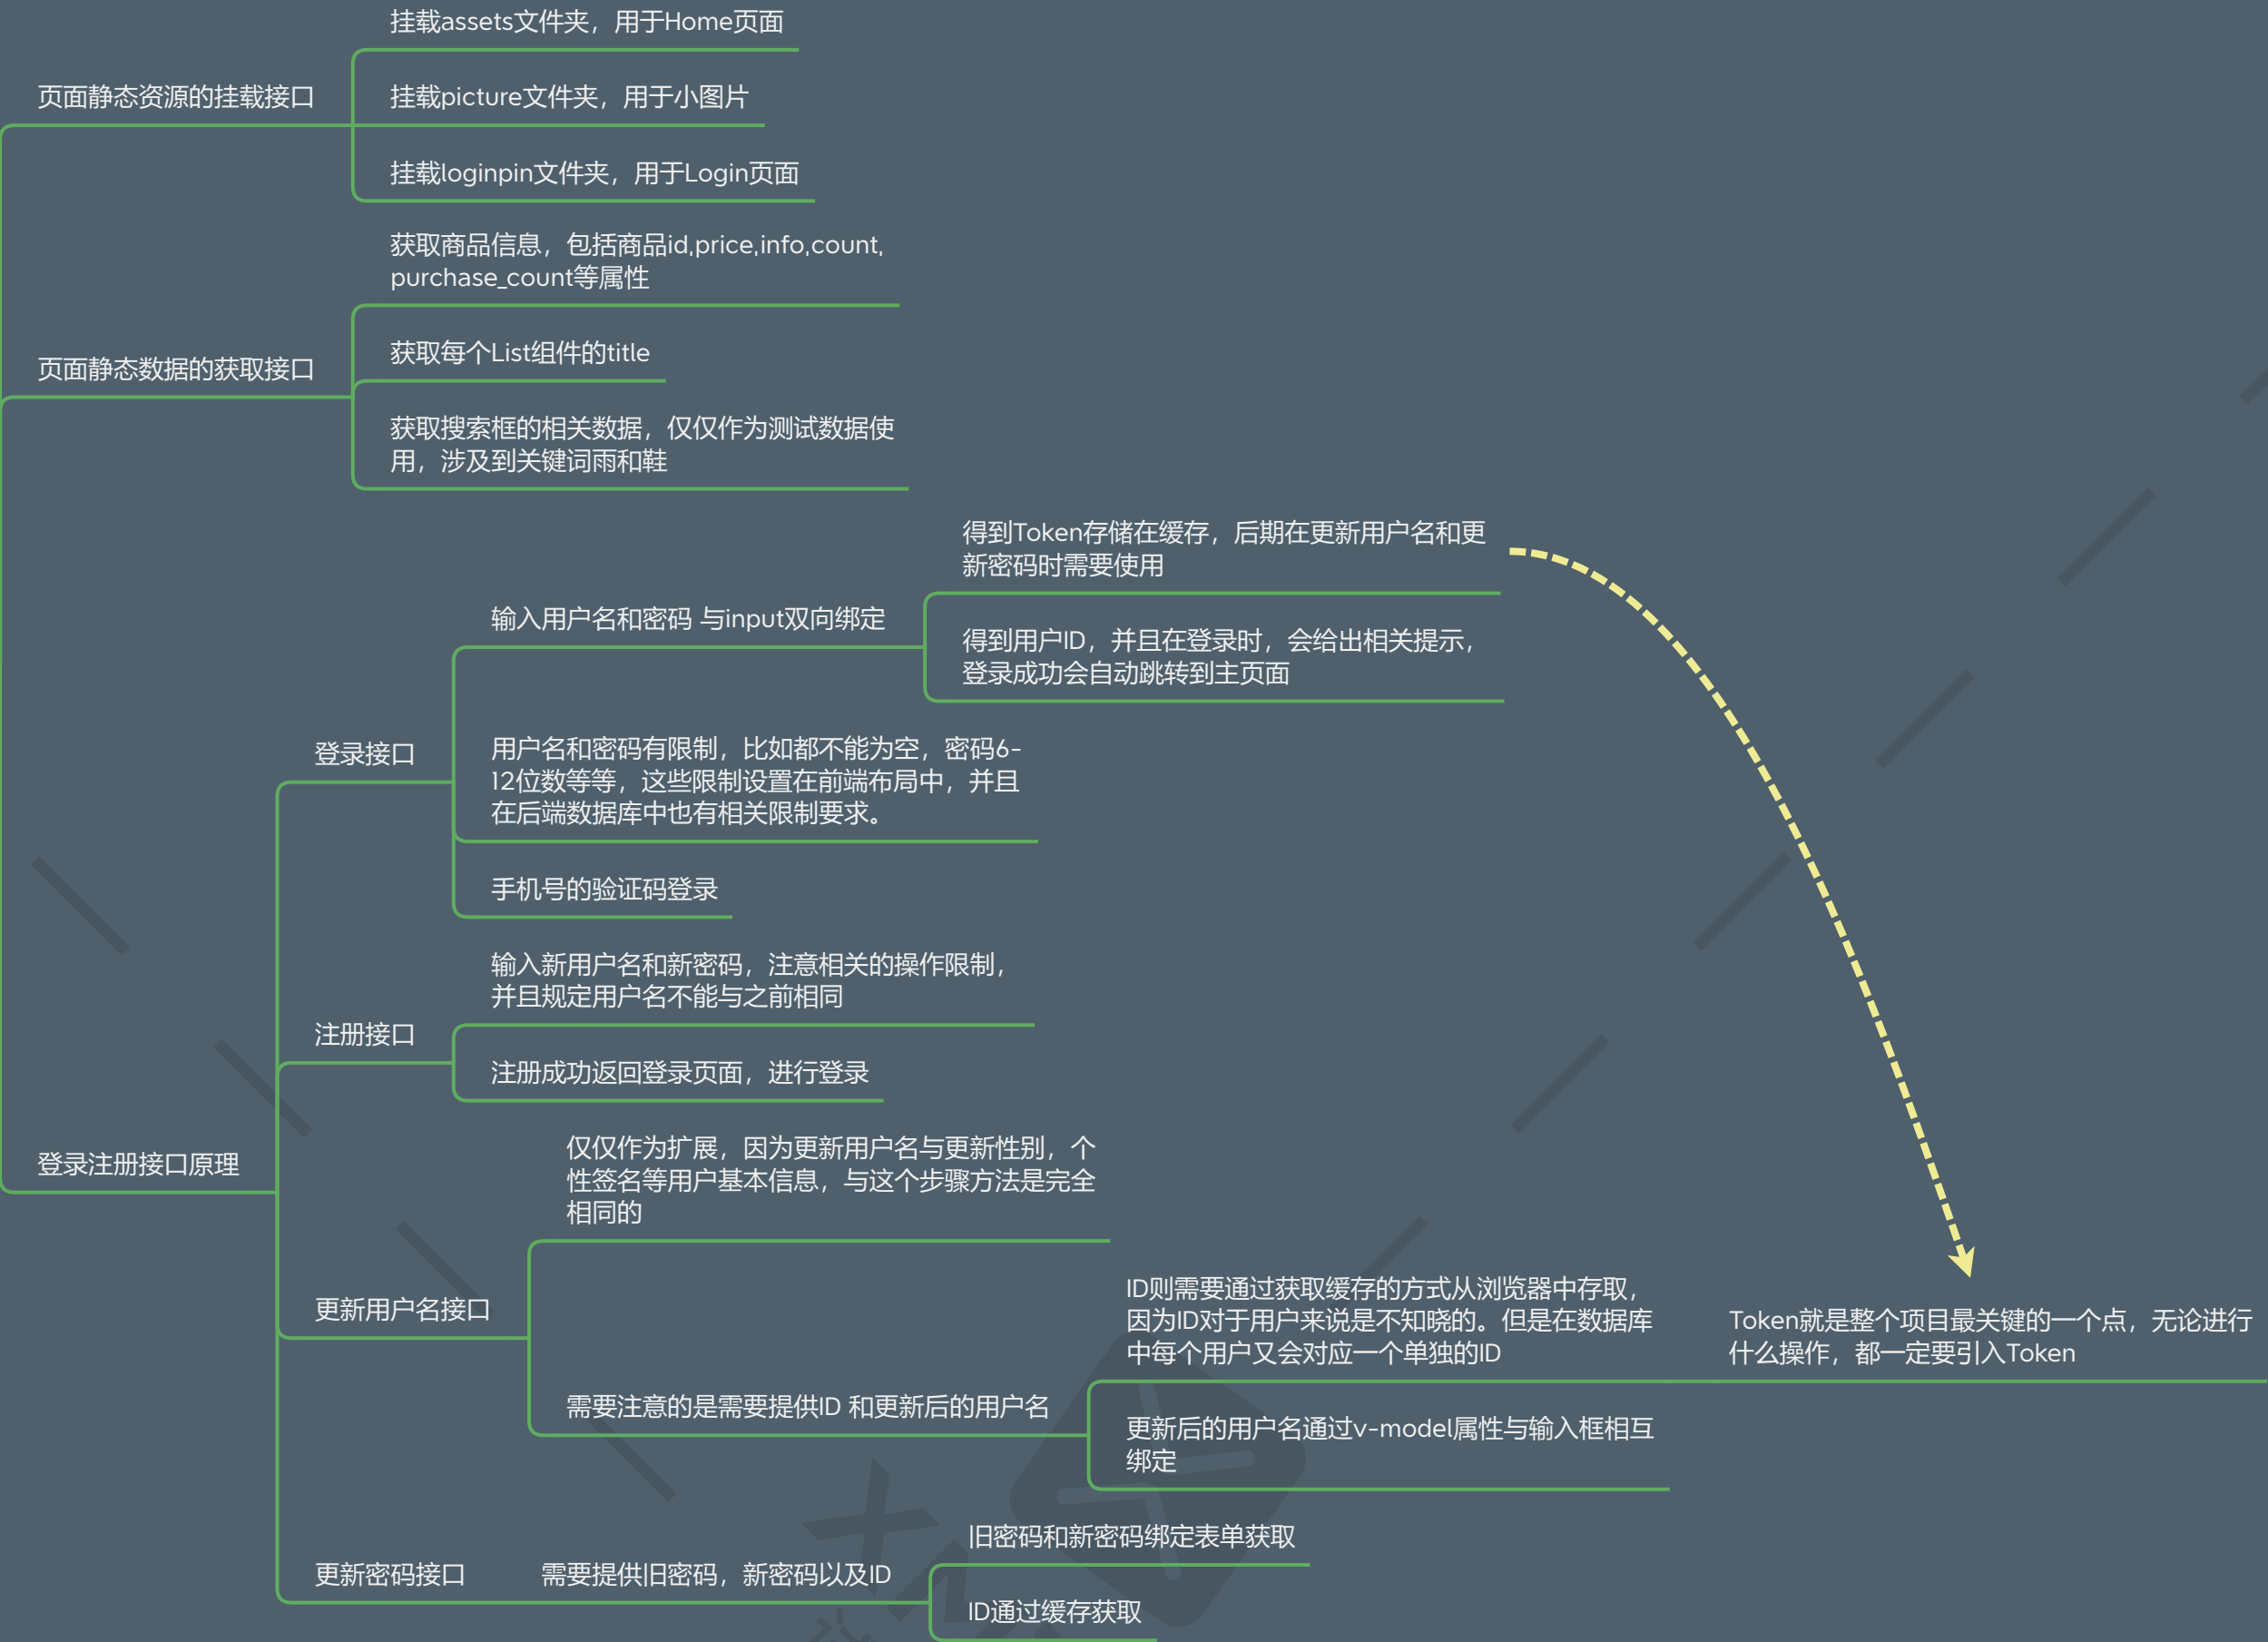 挂载assets文件夹，用于Home页面
页面静态资源的挂载接口
挂载picture文件夹，用于小图片
挂载loginpin文件夹，用于Login页面
获取商品信息，包括商品id,price,info,count,
purchase_count等属性
页面静态数据的获取接口
获取每个List组件的title
获取搜索框的相关数据，仅仅作为测试数据使
用，涉及到关键词雨和鞋
登录注册接口原理
登录接口
输入用户名和密码 与input双向绑定
得到Token存储在缓存，后期在更新用户名和更
新密码时需要使用
得到用户ID，并且在登录时，会给出相关提示，
登录成功会自动跳转到主页面
用户名和密码有限制，比如都不能为空，密码6-
12位数等等，这些限制设置在前端布局中，并且
在后端数据库中也有相关限制要求。
手机号的验证码登录
注册接口
输入新用户名和新密码，注意相关的操作限制，
并且规定用户名不能与之前相同
注册成功返回登录页面，进行登录
更新用户名接口
仅仅作为扩展，因为更新用户名与更新性别，个
性签名等用户基本信息，与这个步骤方法是完全
相同的
需要注意的是需要提供ID 和更新后的用户名
ID则需要通过获取缓存的方式从浏览器中存取，
因为ID对于用户来说是不知晓的。但是在数据库
中每个用户又会对应一个单独的ID
Token就是整个项目最关键的一个点，无论进行
什么操作，都一定要引入Token
更新后的用户名通过v-model属性与输入框相互
绑定
更新密码接口
需要提供旧密码，新密码以及ID
旧密码和新密码绑定表单获取
ID通过缓存获取